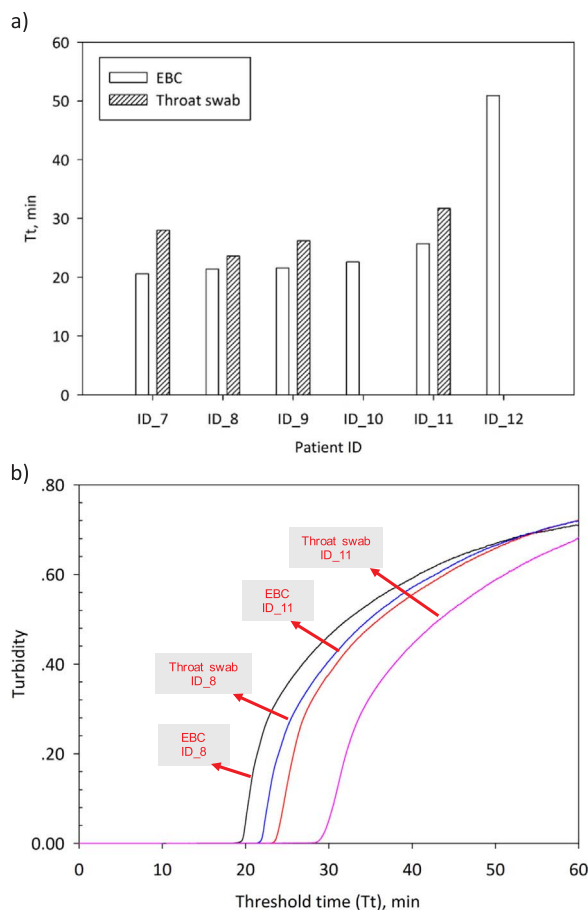 a)
60
50
40
30
20
10
0
Tt, min
EBC
Throat swab
ID_7 ID_8 ID_9 ID_10 ID_11 ID_12
Patient ID
b)
.80
.60
.40
.20
0.00
Turbidity
Throat swab
ID_11
EBC
ID_11
Throat swab
ID_8
EBC
ID_8
0 10 20 30 40 50 60
Threshold time (Tt), min